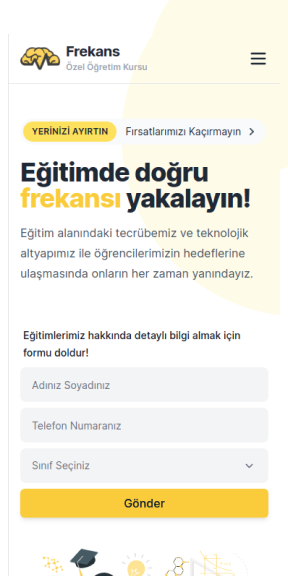 Frekans
Özel Öğretim Kursu
YERİNİZİ AYIRTIN Fırsatlarımızı Kaçırmayın
Eğitimde doğru
frekansı yakalayın!
Eğitim alanındaki tecrübemiz ve teknolojik
altyapımız ile öğrencilerimizin hedeflerine
ulaşmasında onların her zaman yanındayız.
Eğitimlerimiz hakkında detaylı bilgi almak için
formu doldur!
Adınız Soyadınız
Telefon Numaranız
Sınıf Seçiniz
Gönder